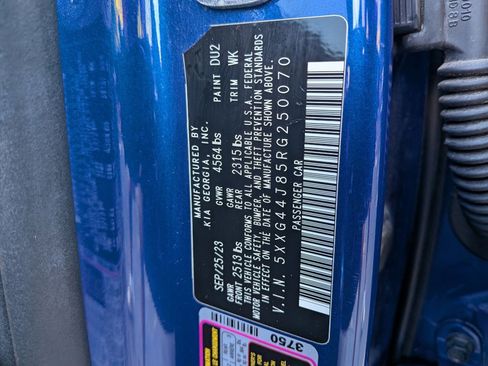 MANUFACTURED BY
KIA GEORGIA, INC.
SEP/25/23 GVWR 4564 lbs PAINT DU2
GAWR FRONT 2513 lbs GAWR REAR 2315 lbs TRIM WK
THIS VEHICLE CONFORMS TO ALL APPLICABLE U.S.A. FEDERAL
MOTOR VEHICLE SAFETY, BUMPER, AND THEFT PREVENTION STANDARDS
IN EFFECT ON THE DATE OF MANUFACTURE SHOWN ABOVE.
V.I.N. 5XXG44J85RG250070
PASSENGER CAR
3750